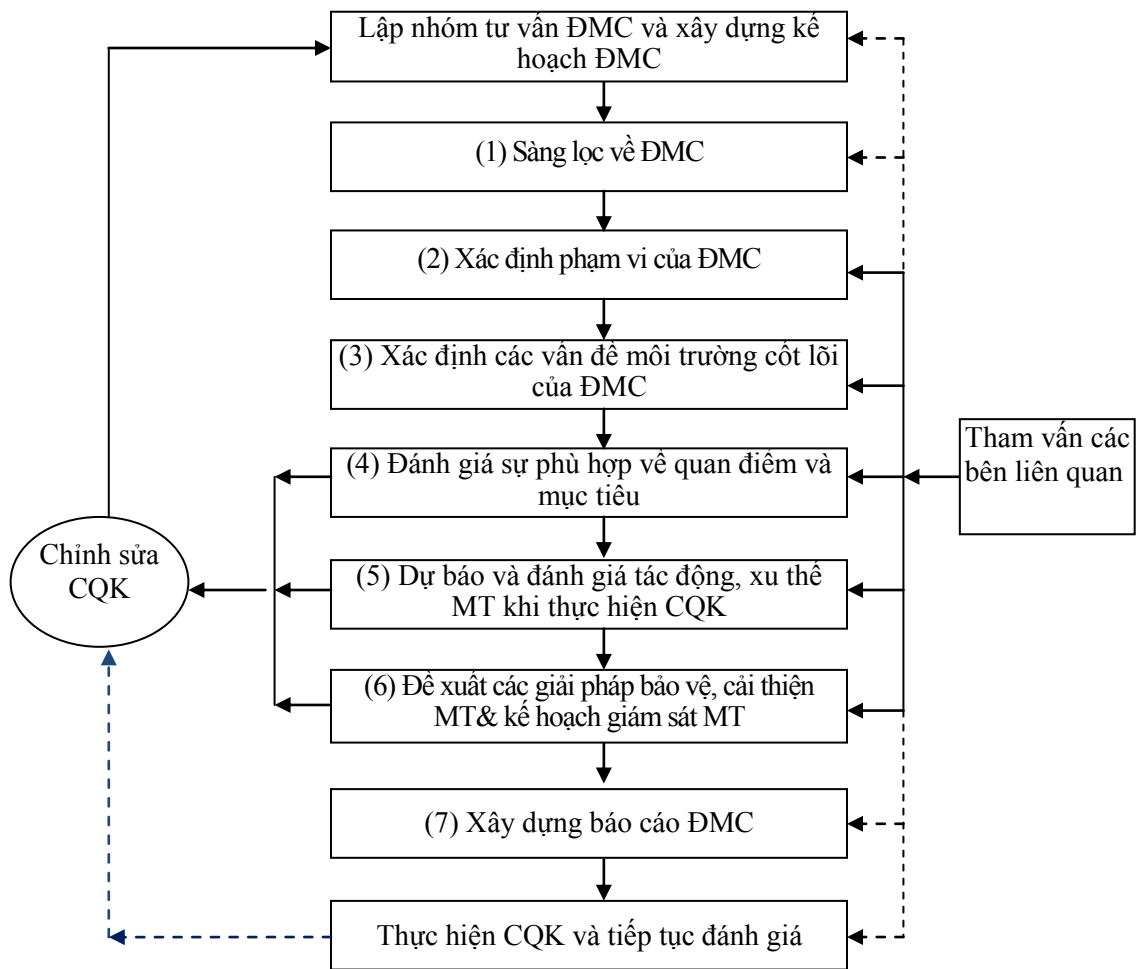 Lập nhóm tư vấn ĐMC và xây dựng kế
hoạch ĐMC
(1) Sàng lọc về ĐMC
(2) Xác định phạm vi của ĐMC
(3) Xác định các vấn đề môi trường cốt lõi
của ĐMC
Tham vấn các
bên liên quan
(4) Đánh giá sự phù hợp về quan điểm và
mục tiêu
Chỉnh sửa
CQK
(5) Dự báo và đánh giá tác động, xu thế
MT khi thực hiện CQK
(6) Đề xuất các giải pháp bảo vệ, cải thiện
MT& kế hoạch giám sát MT
(7) Xây dựng báo cáo ĐMC
Thực hiện CQK và tiếp tục đánh giá